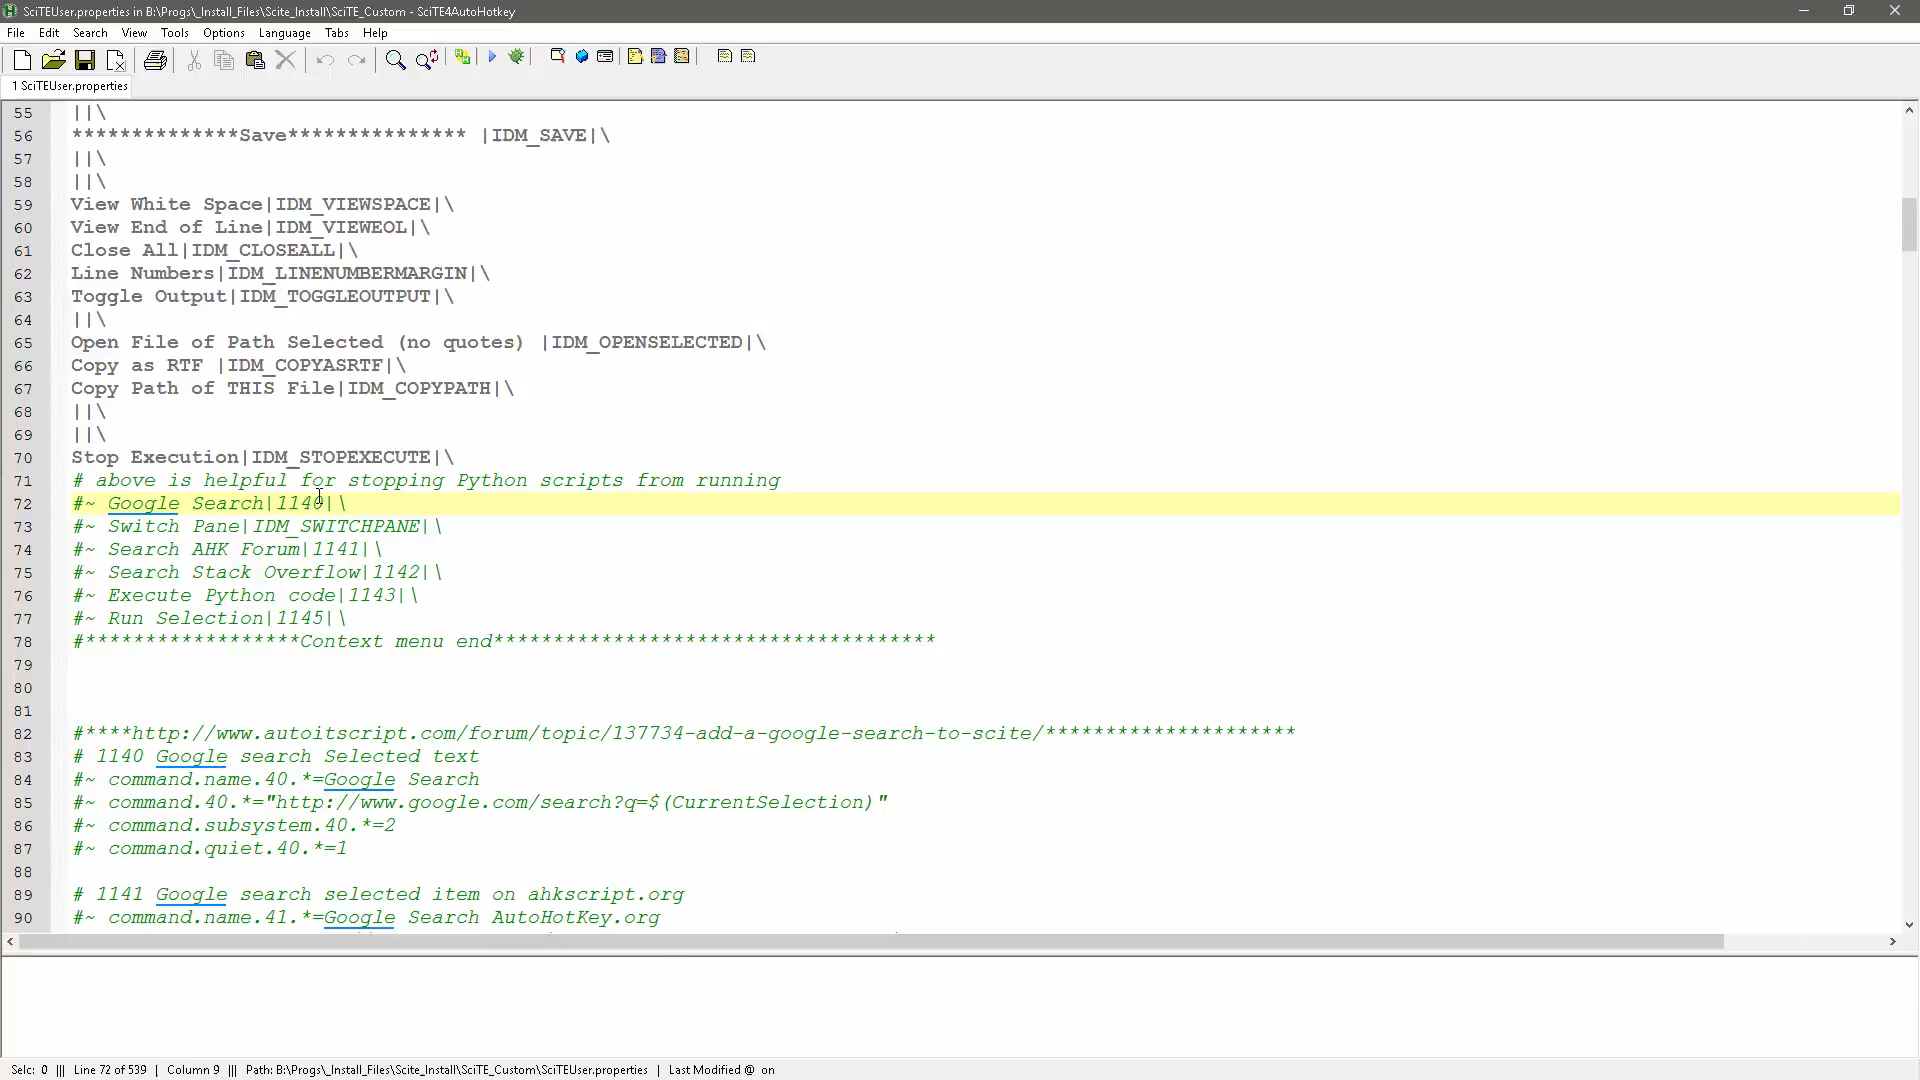 SciTEUser.properties in B:\Progs\_Install_Files\Scite_Install\SciTE_Custom - SciTE4AutoHotkey
File Edit Search View Tools Options Language Tabs Help
1 SciTEUser.properties
55 ||\
56 **************Save*************** |IDM_SAVE|\
57 ||\
58 ||\
59 View White Space|IDM_VIEWSPACE|\
60 View End of Line|IDM_VIEWEOL|\
61 Close All|IDM_CLOSEALL|\
62 Line Numbers|IDM_LINENUMBERMARGIN|\
63 Toggle Output|IDM_TOGGLEOUTPUT|\
64 ||\
65 Open File of Path Selected (no quotes) |IDM_OPENSELECTED|\
66 Copy as RTF |IDM_COPYASRTF|\
67 Copy Path of THIS File|IDM_COPYPATH|\
68 ||\
69 ||\
70 Stop Execution|IDM_STOPEXECUTE|\
71 # above is helpful for stopping Python scripts from running
72 #~ Google Search|1140|\
73 #~ Switch Pane|IDM_SWITCHPANE|\
74 #~ Search AHK Forum|1141|\
75 #~ Search Stack Overflow|1142|\
76 #~ Execute Python code|1143|\
77 #~ Run Selection|1145|\
78 #******************Context menu end*************************************
79
80
81
82 #****http://www.autoitscript.com/forum/topic/137734-add-a-google-search-to-scite/*********************
83 # 1140 Google search Selected text
84 #~ command.name.40.*=Google Search
85 #~ command.40.*="http://www.google.com/search?q=$(CurrentSelection)"
86 #~ command.subsystem.40.*=2
87 #~ command.quiet.40.*=1
88
89 # 1141 Google search selected item on ahkscript.org
90 #~ command.name.41.*=Google Search AutoHotKey.org
Selc: 0 ||| Line 72 of 539 | Column 9 ||| Path: B:\Progs\_Install_Files\Scite_Install\SciTE_Custom\SciTEUser.properties | Last Modified @ on